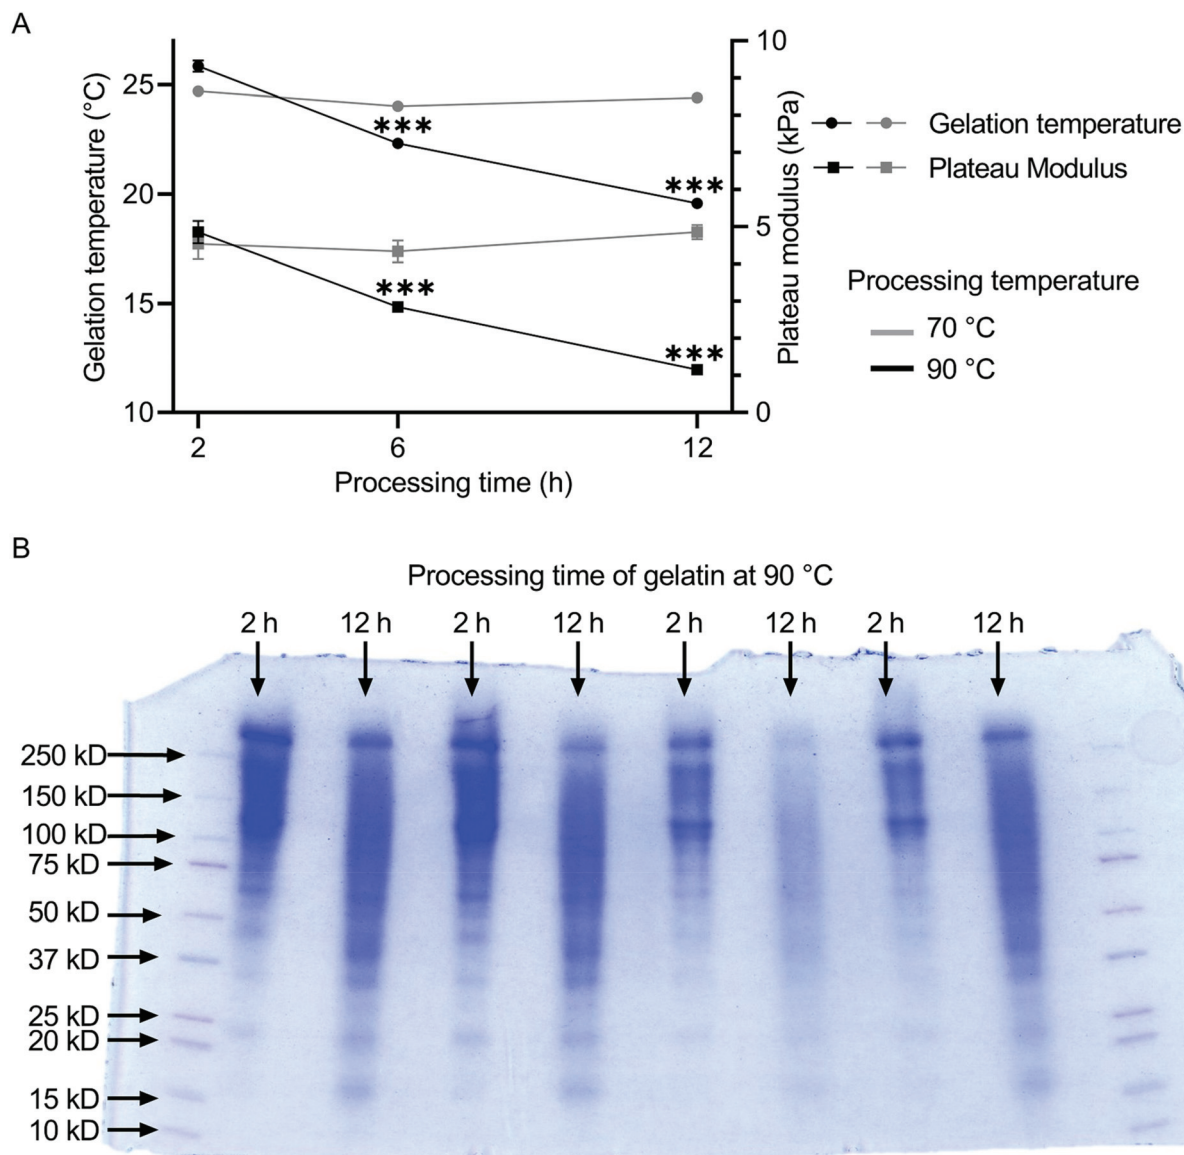 A
Gelation temperature (°C)
25
20
15
10
2
6
12
Processing time (h)
10
5
0
Plateau modulus (kPa)
***
***
***
***
Gelation temperature
Plateau Modulus
Processing temperature
70 °C
90 °C
B
Processing time of gelatin at 90 °C
2 h 12 h 2 h 12 h 2 h 12 h 2 h 12 h
250 kD
150 kD
100 kD
75 kD
50 kD
37 kD
25 kD
20 kD
15 kD
10 kD